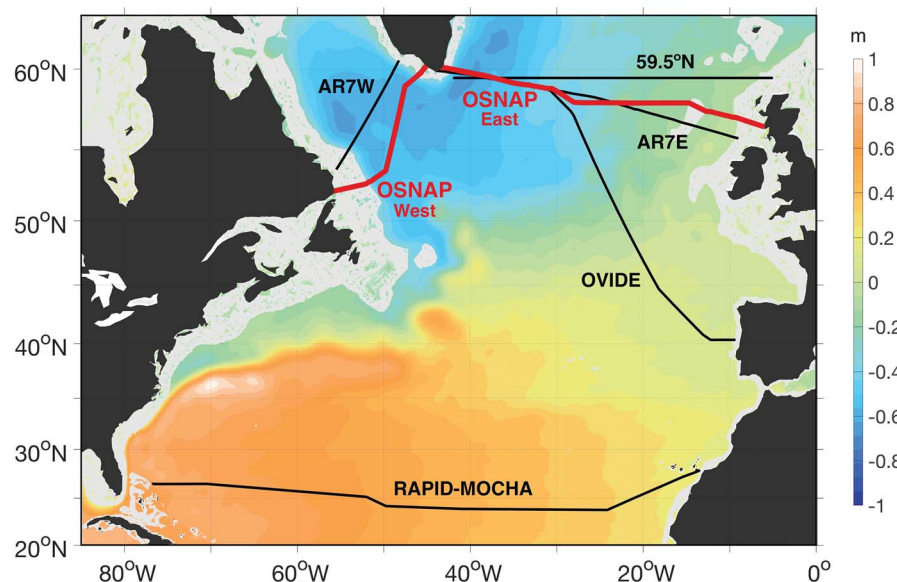 m
60°N
50°N
40°N
30°N
20°N
59.5°N
AR7W
OSNAP
East
AR7E
OSNAP
West
OVIDE
RAPID-MOCHA
1
0.8
0.6
0.4
0.2
0
-0.2
-0.4
-0.6
-0.8
-1
80°W
60°W
40°W
20°W
0°